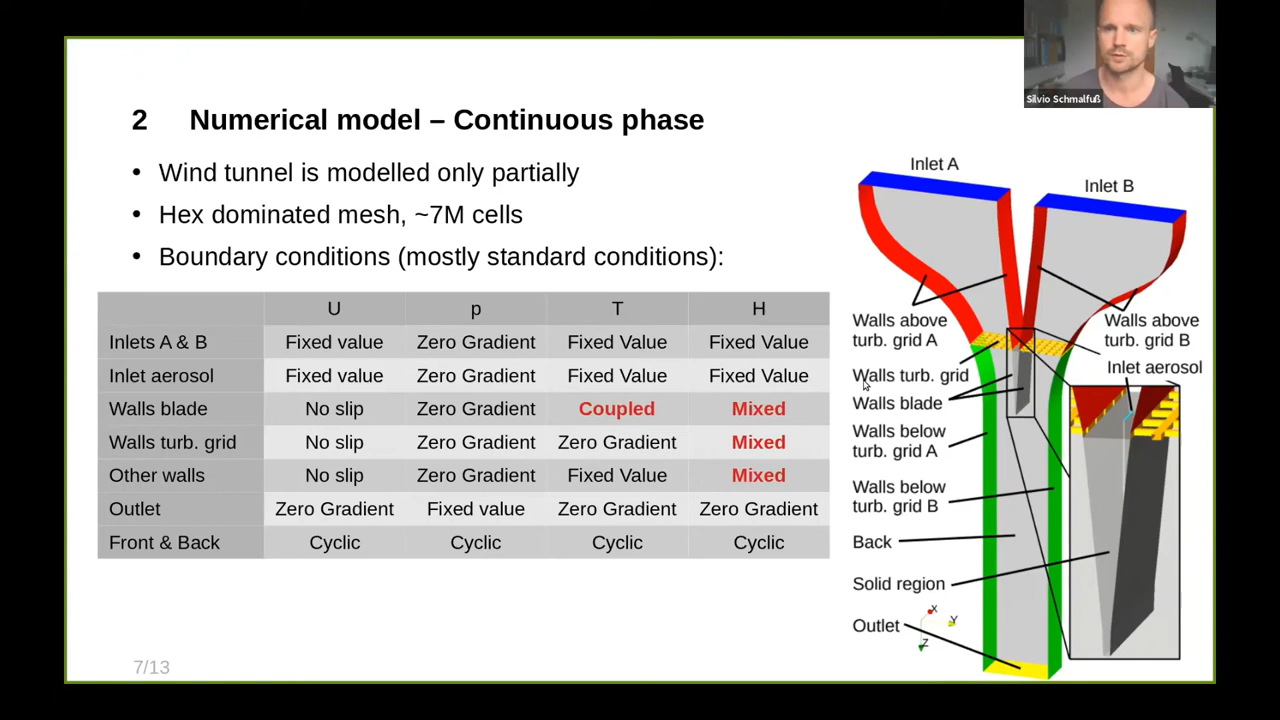 Silvio Schmalfuß
2 Numerical model – Continuous phase
• Wind tunnel is modelled only partially
• Hex dominated mesh, ~7M cells
• Boundary conditions (mostly standard conditions):
U p T H
Inlets A & B Fixed value Zero Gradient Fixed Value Fixed Value
Inlet aerosol Fixed value Zero Gradient Fixed Value Fixed Value
Walls blade No slip Zero Gradient Coupled Mixed
Walls turb. grid No slip Zero Gradient Zero Gradient Mixed
Other walls No slip Zero Gradient Fixed Value Mixed
Outlet Zero Gradient Fixed value Zero Gradient Zero Gradient
Front & Back Cyclic Cyclic Cyclic Cyclic
Inlet A
Inlet B
Walls above
turb. grid A
Walls above
turb. grid B
Inlet aerosol
Walls turb. grid
Walls blade
Walls below
turb. grid A
Walls below
turb. grid B
Back
Solid region
Outlet
X
Y
Z
7/13